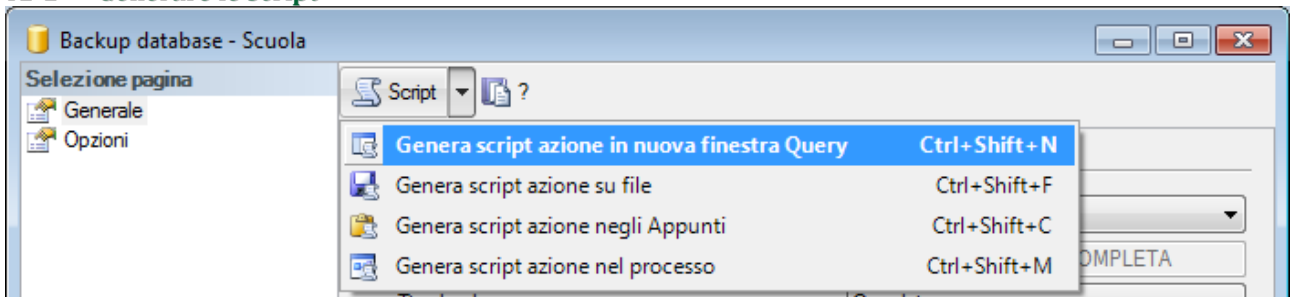 Backup database - Scuola
Selezione pagina
Generale
Opzioni
Script ?
Genera script azione in nuova finestra Query Ctrl+Shift+N
Genera script azione su file Ctrl+Shift+F
Genera script azione negli Appunti Ctrl+Shift+C
Genera script azione nel processo Ctrl+Shift+M
OMPLETA